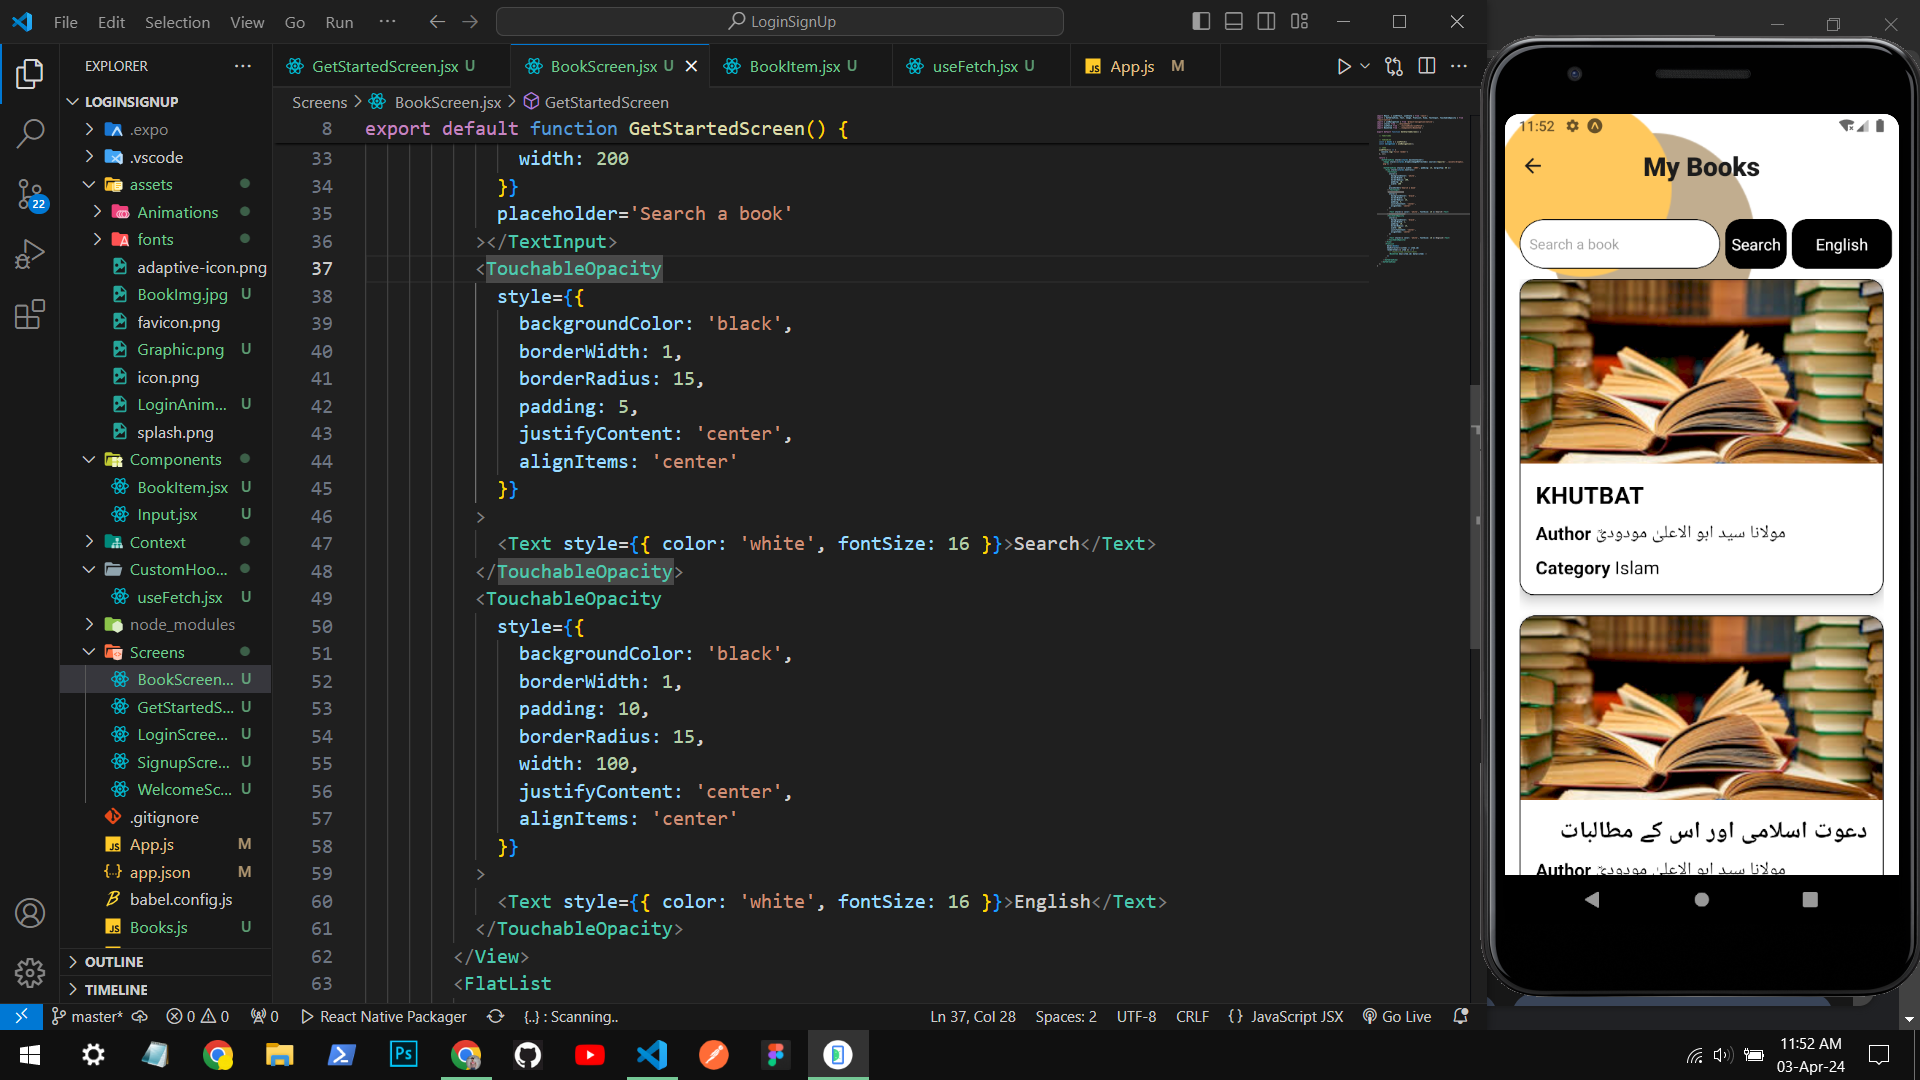 File Edit Selection View Go Run ··· LoginSignUp
EXPLORER
LOGINSIGNUP
.expo
.vscode
assets
Animations
fonts
adaptive-icon.png
BookImg.jpg U
favicon.png
Graphic.png U
icon.png
LoginAnim... U
splash.png
Components
BookItem.jsx U
Input.jsx U
Context
CustomHoo...
useFetch.jsx U
node_modules
Screens
BookScreen... U
GetStartedS... U
LoginScree... U
SignupScre... U
WelcomeSc... U
.gitignore
App.js M
app.json M
babel.config.js
Books.js U
OUTLINE
TIMELINE
22
GetStartedScreen.jsx U BookScreen.jsx U BookItem.jsx U useFetch.jsx U App.js M
Screens > BookScreen.jsx > GetStartedScreen
8 export default function GetStartedScreen() {
33 width: 200
34 }}
35 placeholder='Search a book'
36 ></TextInput>
37 <TouchableOpacity
38 style={{
39 backgroundColor: 'black',
40 borderWidth: 1,
41 borderRadius: 15,
42 padding: 5,
43 justifyContent: 'center',
44 alignItems: 'center'
45 }}
46 >
47 <Text style={{ color: 'white', fontSize: 16 }}>Search</Text>
48 </TouchableOpacity>
49 <TouchableOpacity
50 style={{
51 backgroundColor: 'black',
52 borderWidth: 1,
53 padding: 10,
54 borderRadius: 15,
55 width: 100,
56 justifyContent: 'center',
57 alignItems: 'center'
58 }}
59 >
60 <Text style={{ color: 'white', fontSize: 16 }}>English</Text>
61 </TouchableOpacity>
62 </View>
63 <FlatList
11:52
My Books
Search a book Search English
KHUTBAT
Author مولانا سید ابو الاعلیٰ مودودیؒ
Category Islam
دعوت اسلامی اور اس کے مطالبات
Author مولانا سید ابو الاعلیٰ مودودیؒ
master* 0 0 0 React Native Packager {..} : Scanning.. Ln 37, Col 28 Spaces: 2 UTF-8 CRLF {} JavaScript JSX Go Live
Ps
11:52 AM
03-Apr-24